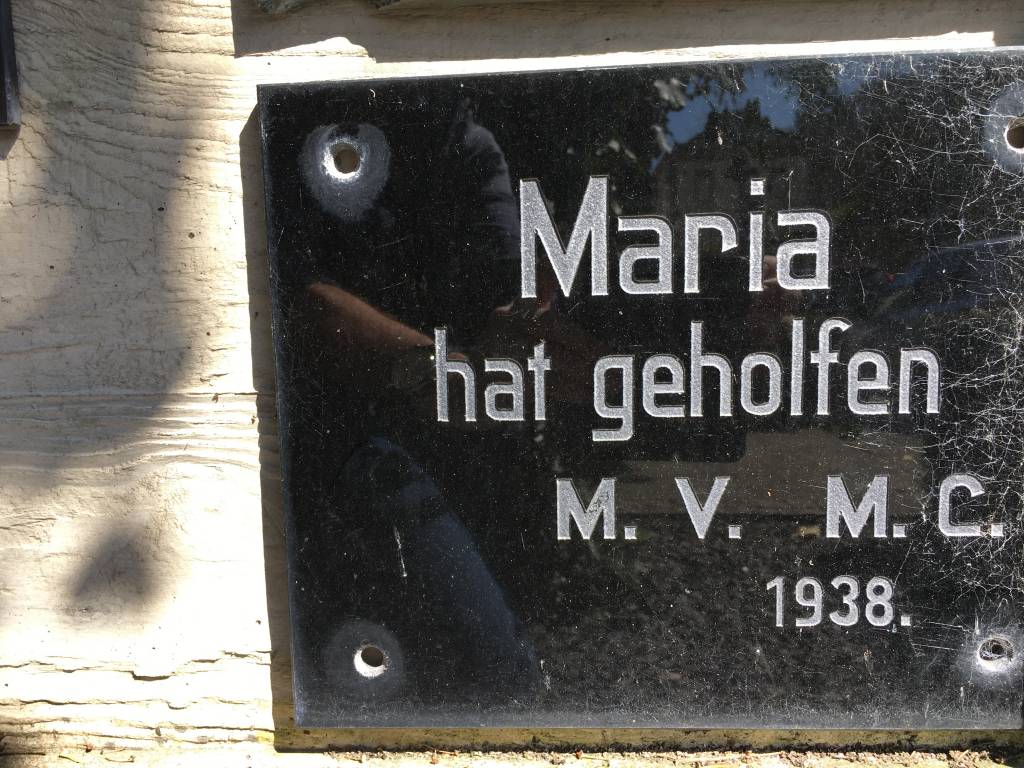 Maria
hat geholfen
M. V. M. C.
1938.